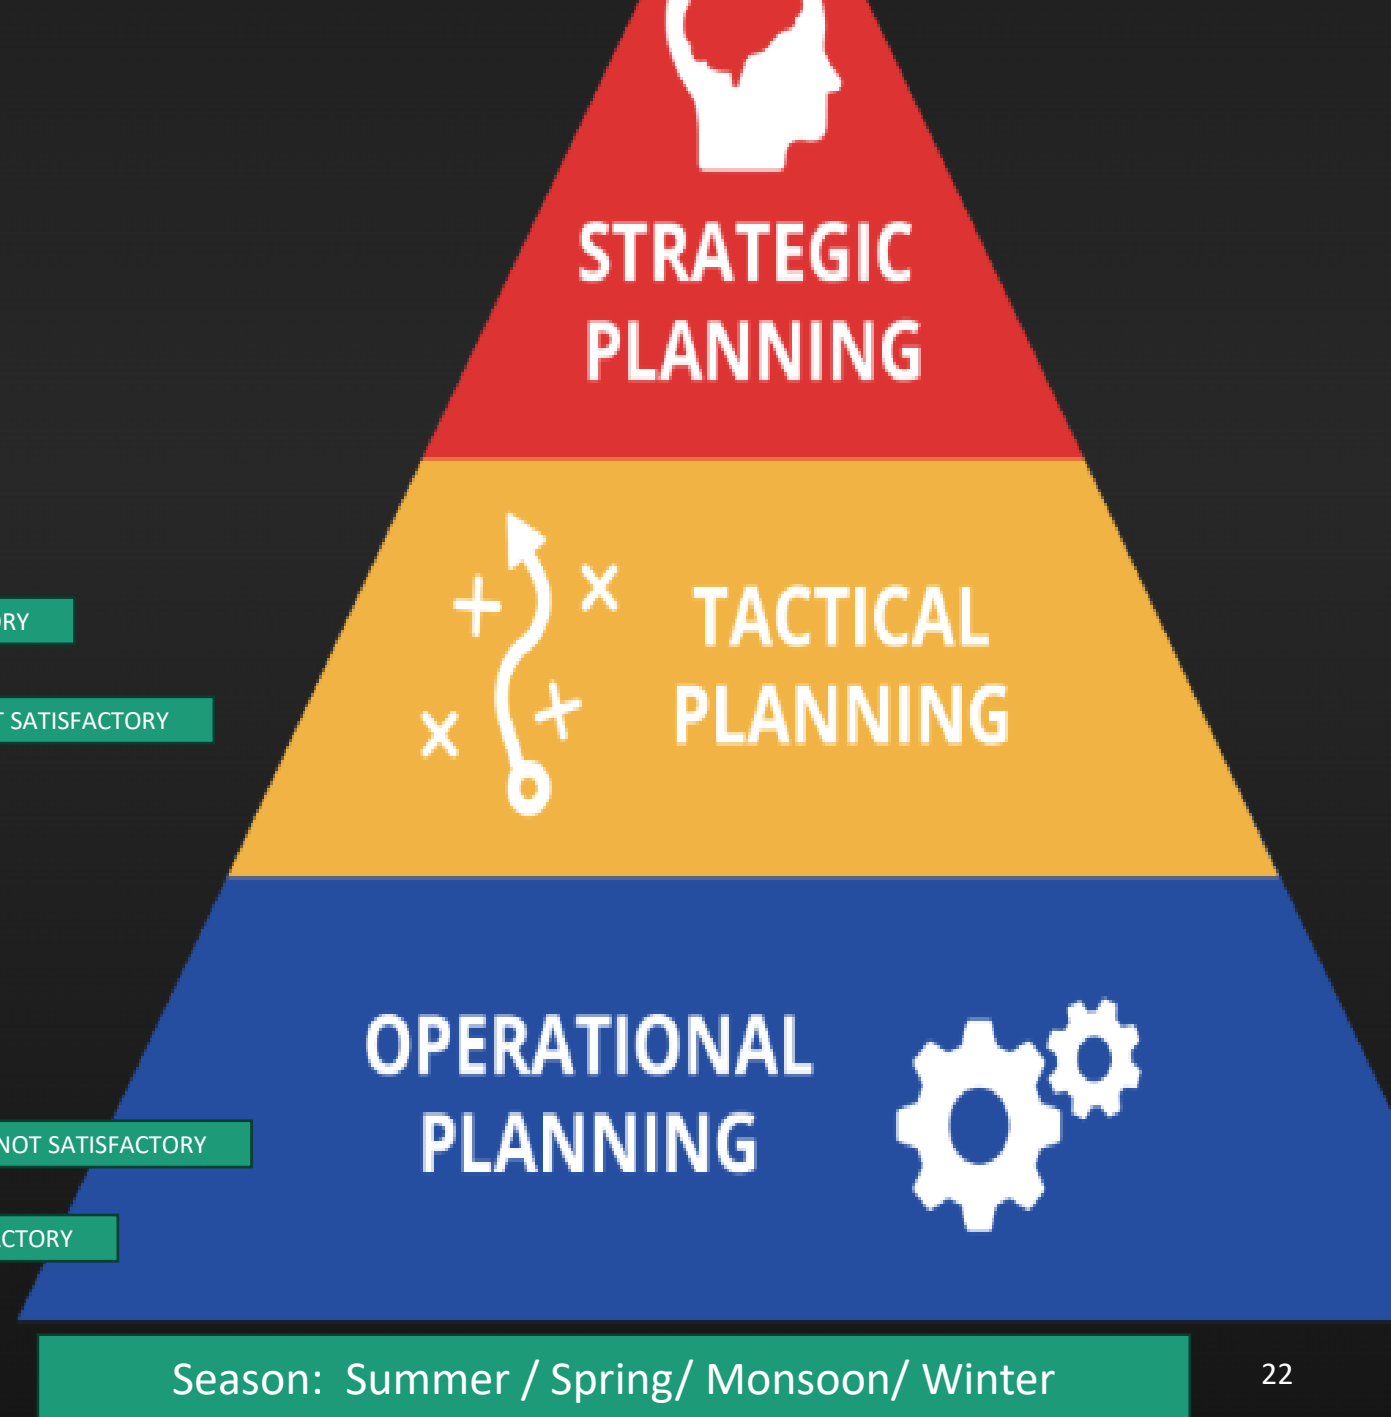 STRATEGIC
PLANNING
TACTICAL
PLANNING
SATISFACTORY
OPERATIONAL
PLANNING
NOT SATISFACTORY
Season: Summer / Spring/ Monsoon/ Winter
22